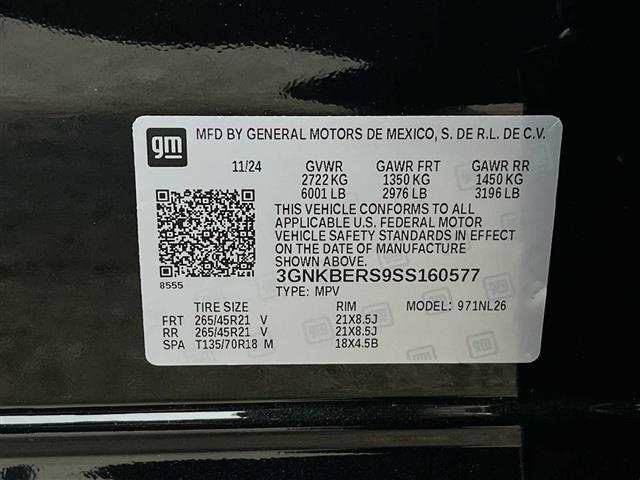 gm
MFD BY GENERAL MOTORS DE MEXICO, S. DE R.L. DE C.V.
11/24 GVWR GAWR FRT GAWR RR
2722 KG 1350 KG 1450 KG
6001 LB 2976 LB 3196 LB
THIS VEHICLE CONFORMS TO ALL
APPLICABLE U.S. FEDERAL MOTOR
VEHICLE SAFETY STANDARDS IN EFFECT
ON THE DATE OF MANUFACTURE
SHOWN ABOVE.
8555
3GNKBERS9SS160577
TYPE: MPV MODEL: 971NL26
TIRE SIZE RIM
FRT 265/45R21 V 21X8.5J
RR 265/45R21 V 21X8.5J
SPA T135/70R18 M 18X4.5B